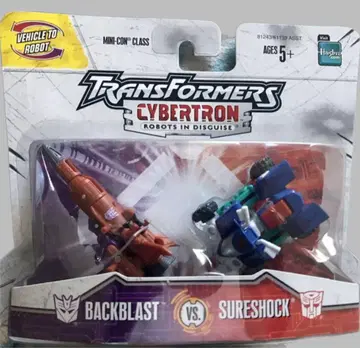 VEHICLE TO
ROBOT
MINI-CON CLASS
AGES 5+
Hasbro
TRANSFORMERS
CYBERTRON
ROBOTS IN DISGUISE
BACKBLAST VS. SURESHOCK